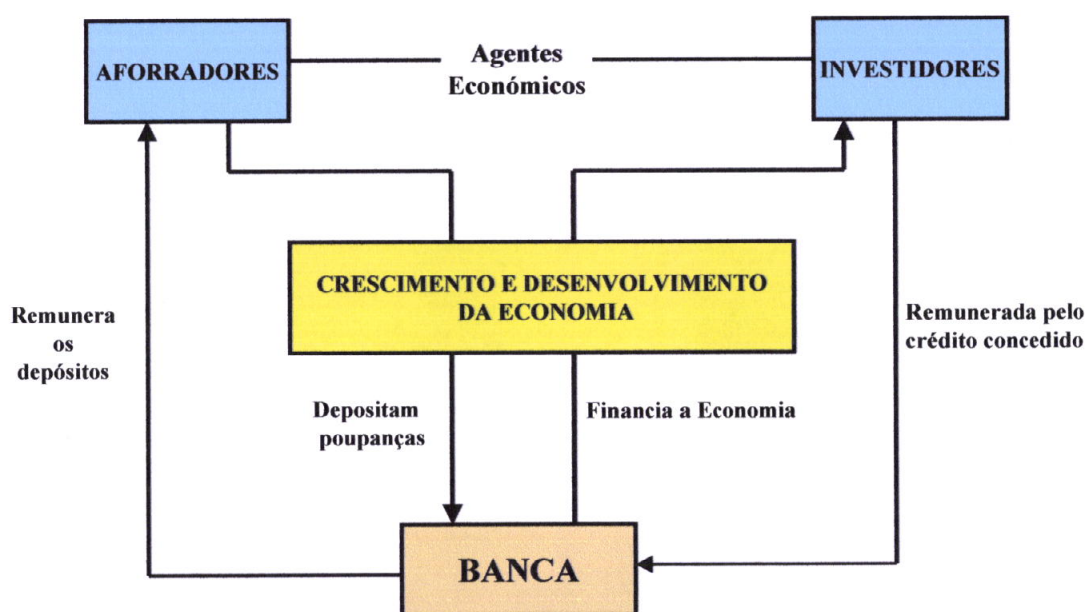 AFORRADORES
Agentes
Económicos
INVESTIDORES
CRESCIMENTO E DESENVOLVIMENTO
DA ECONOMIA
Remunera
os
depósitos
Remunerada pelo
crédito concedido
Depositam
poupanças
Financia a Economia
BANCA